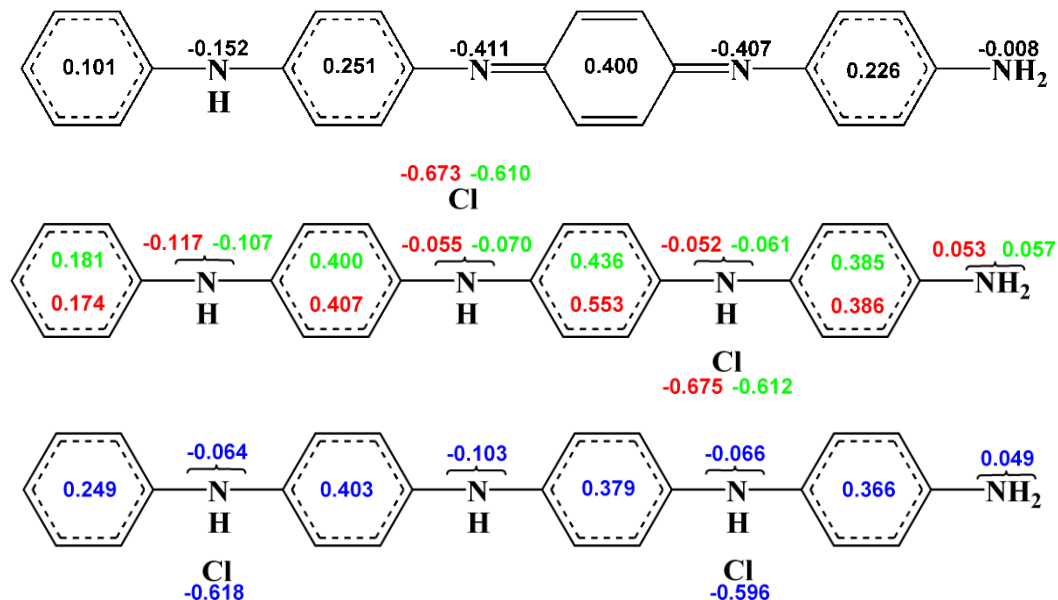 -0.152 -0.411 -0.407 -0.008
0.101 N 0.251 N 0.400 N 0.226 NH2
H
-0.673 -0.610
Cl
-0.117 -0.107 -0.055 -0.070 -0.052 -0.061 0.053 0.057
0.181 0.400 0.436 0.385
N N N NH2
0.174 H 0.407 H 0.553 H 0.386
Cl
-0.675 -0.612
-0.064 -0.103 -0.066 0.049
0.249 N 0.403 N 0.379 N 0.366 NH2
H H H
Cl Cl
-0.618 -0.596